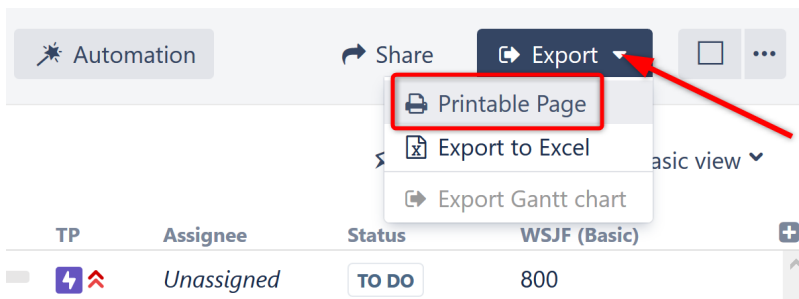 Automation Share Export
Printable Page
Export to Excel
asic view
Export Gantt chart
TP Assignee Status WSJF (Basic)
Unassigned TO DO 800